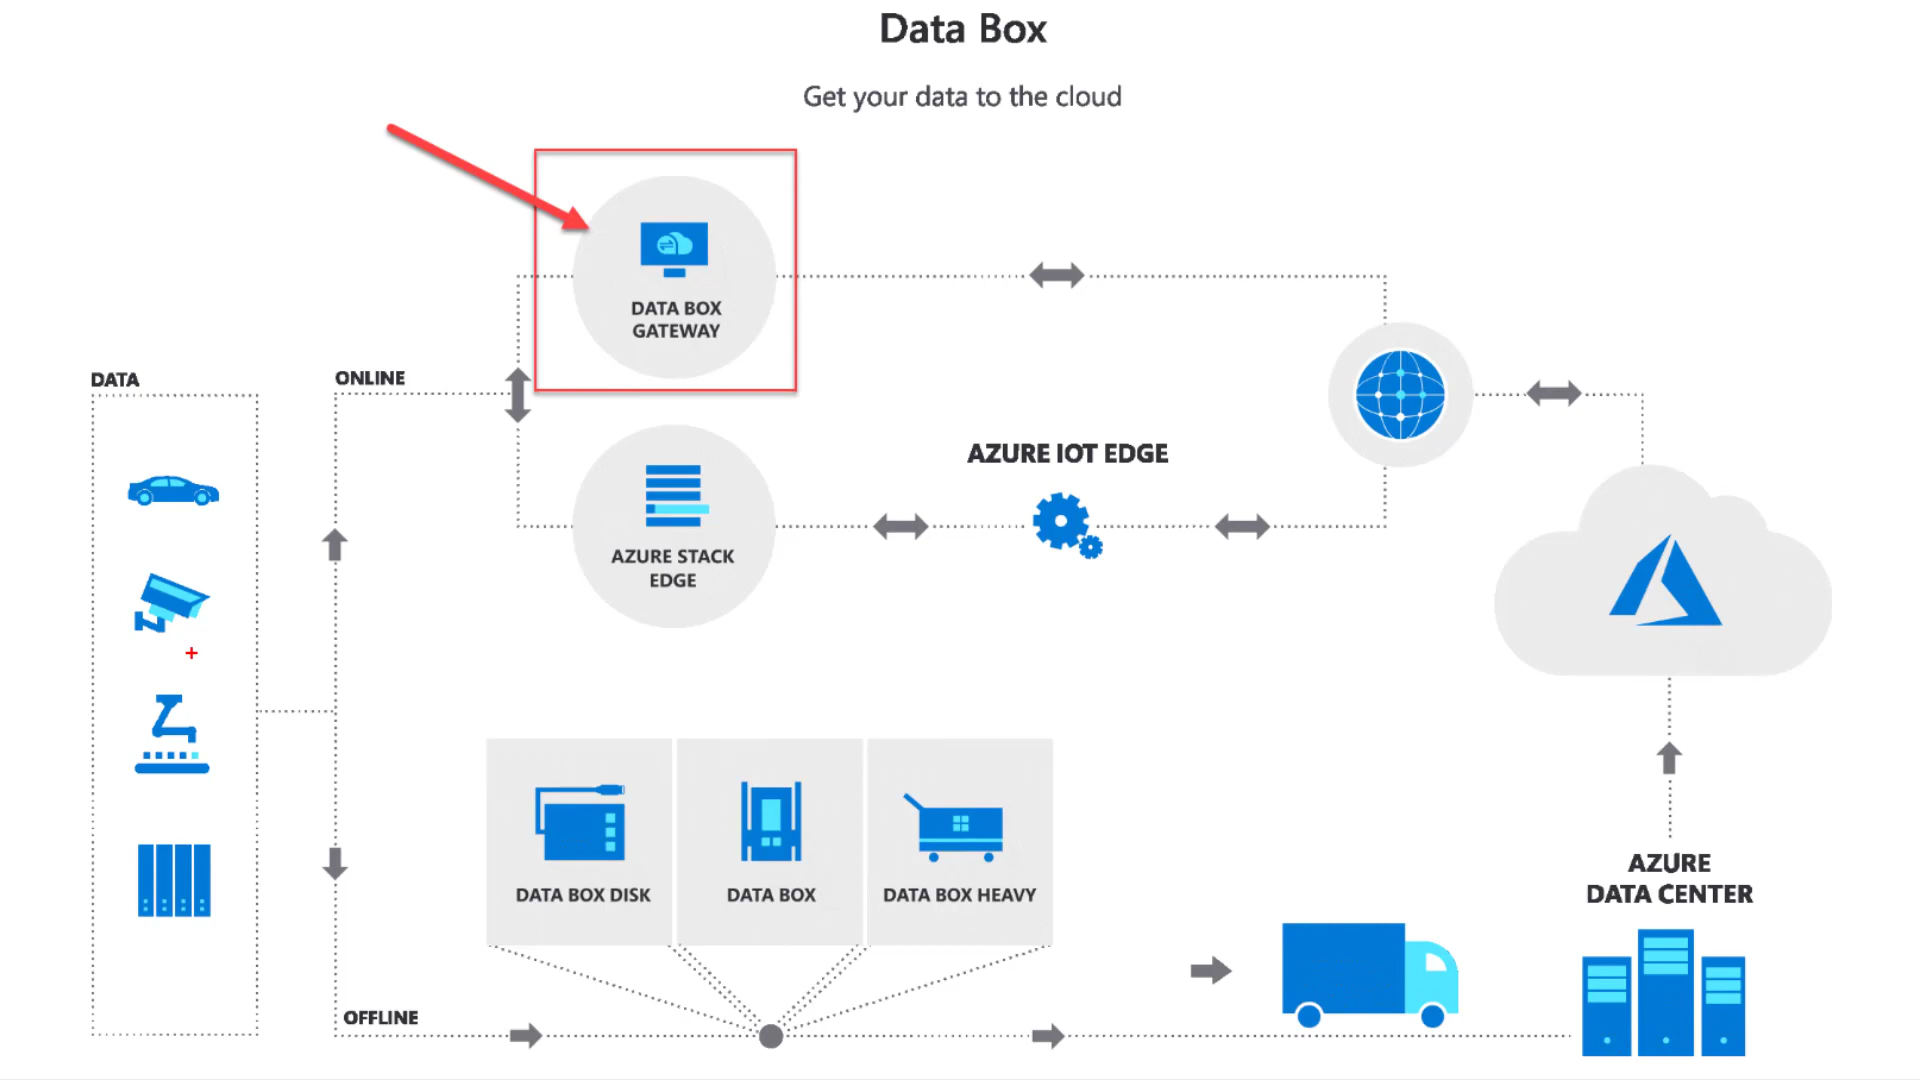 Data Box
Get your data to the cloud
DATA BOX
GATEWAY
DATA
ONLINE
AZURE IOT EDGE
AZURE STACK
EDGE
DATA BOX DISK
DATA BOX
DATA BOX HEAVY
AZURE
DATA CENTER
OFFLINE